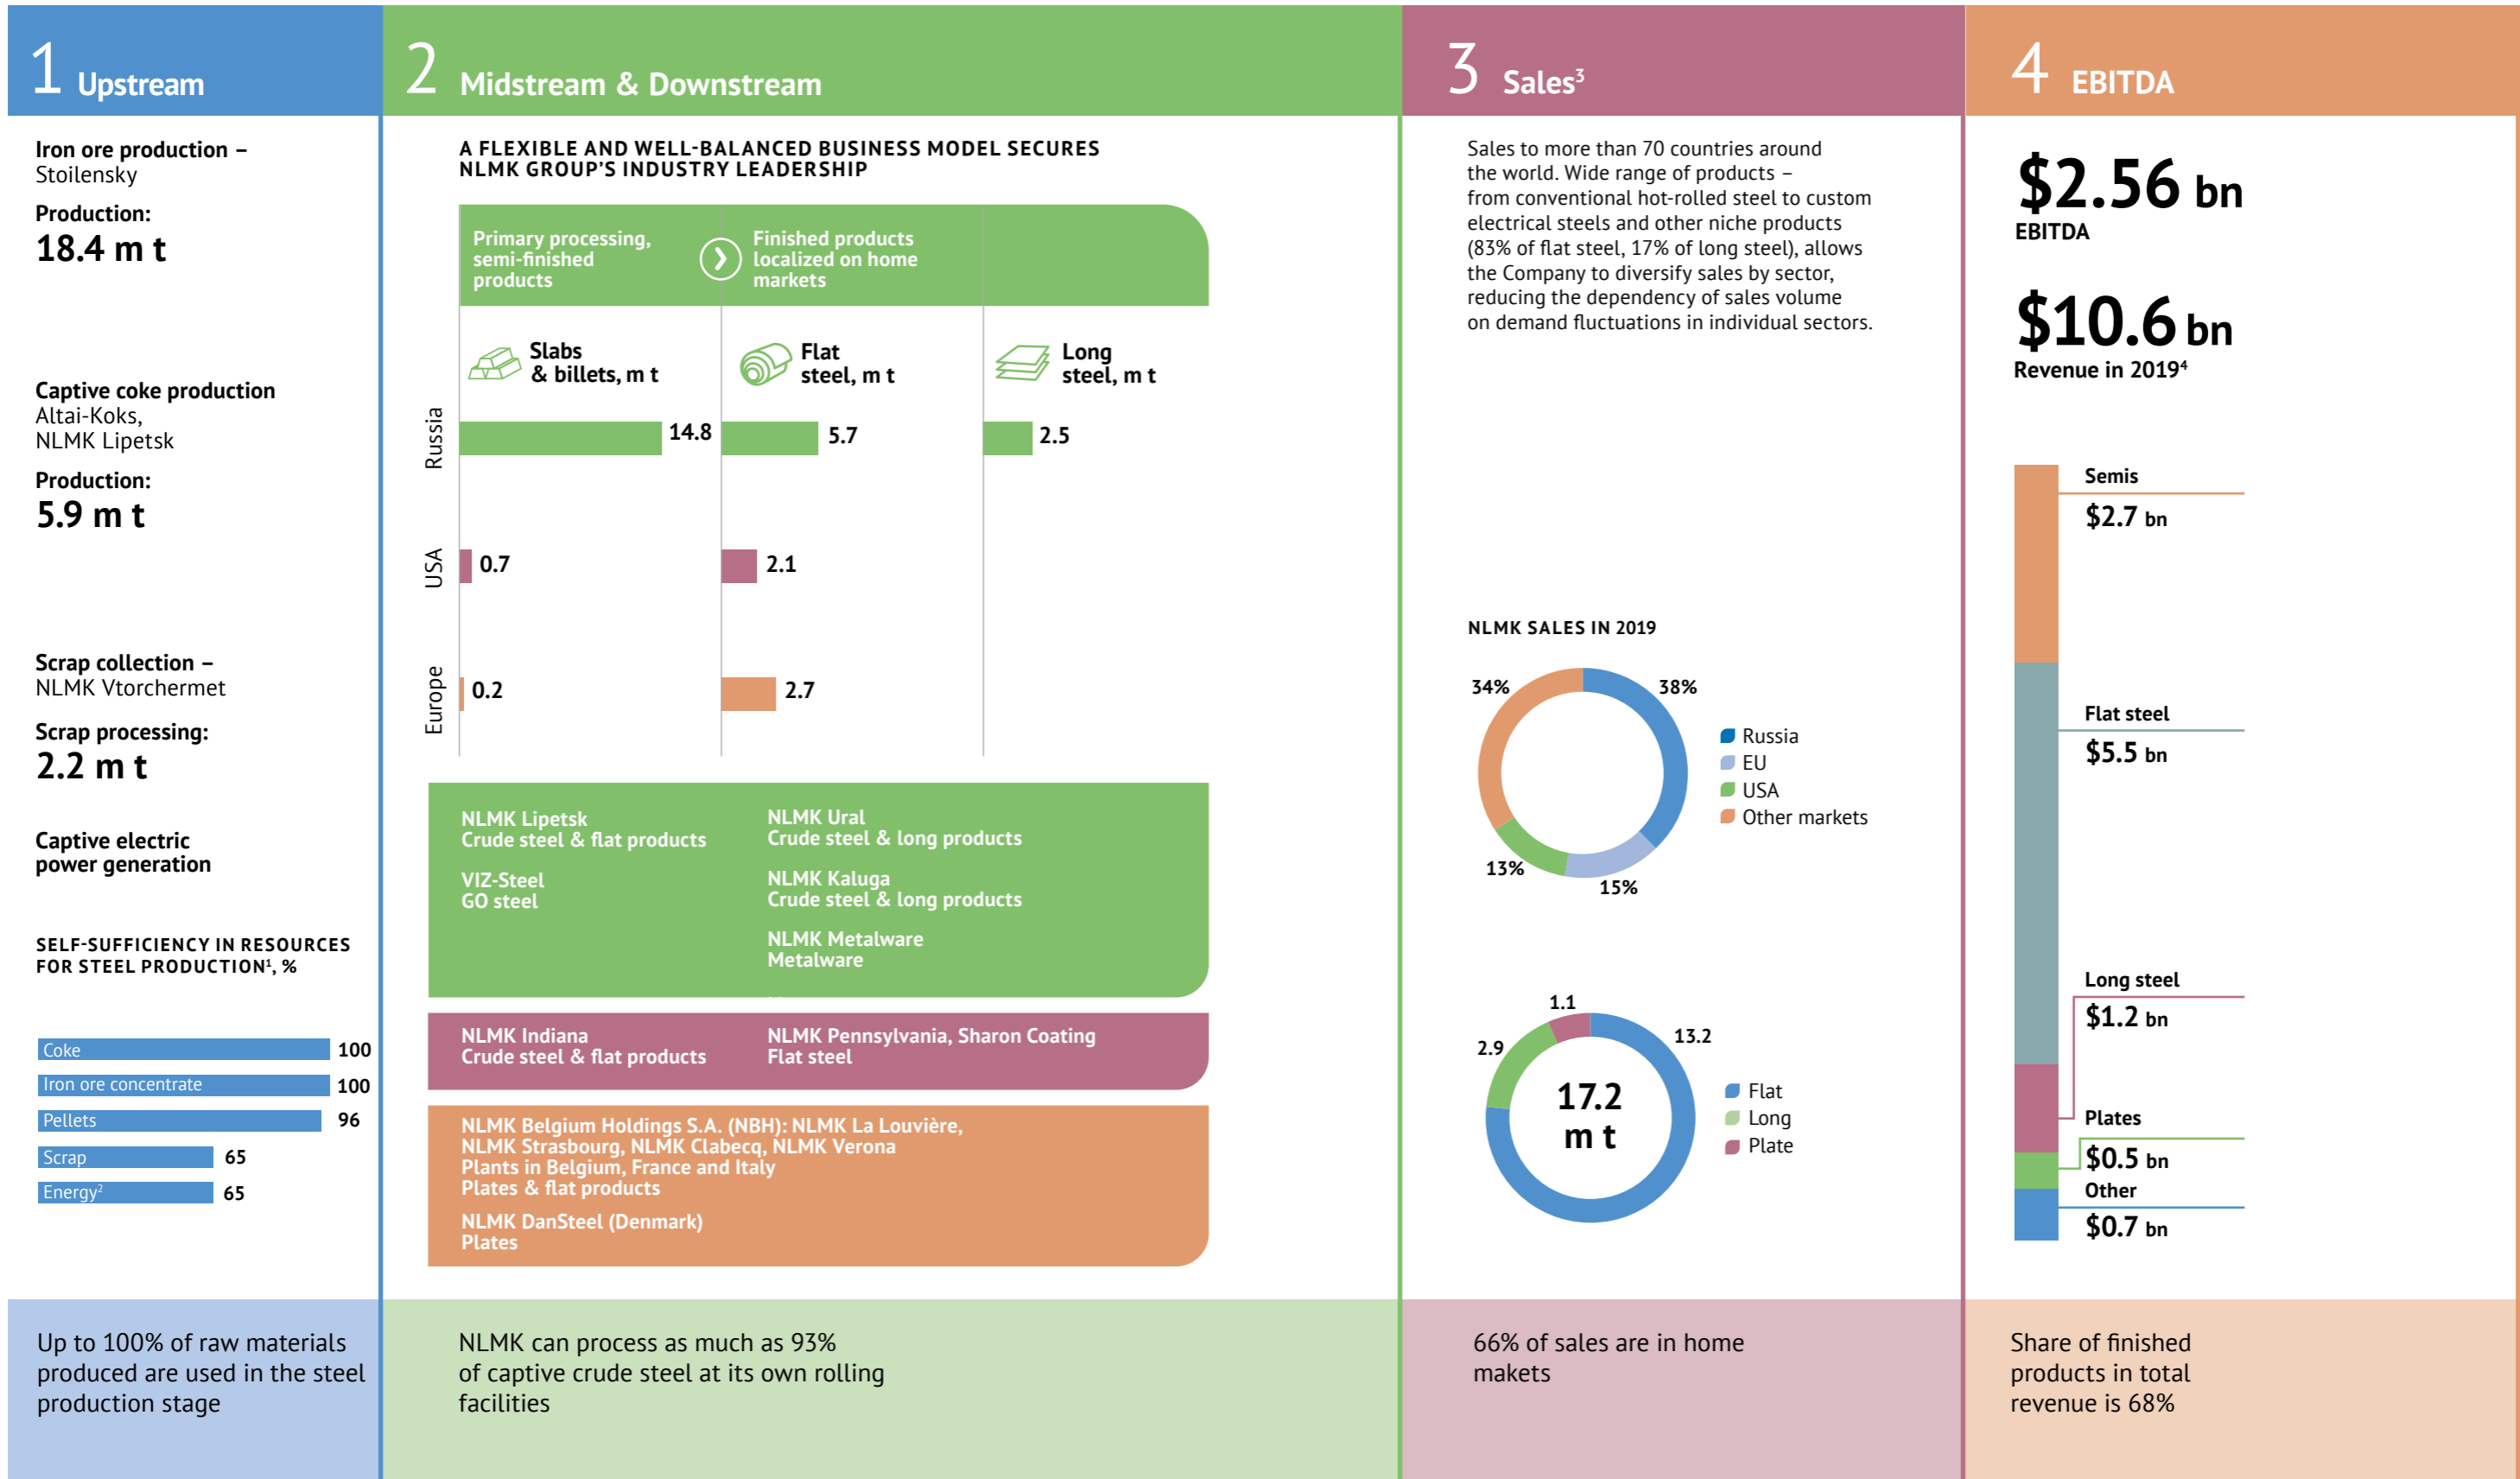 1 Upstream
Iron ore production –
Stoilensky
Production:
18.4 m t
Captive coke production
Altai-Koks,
NLMK Lipetsk
Production:
5.9 m t
Scrap collection –
NLMK Vtorchermet
Scrap processing:
2.2 m t
Captive electric
power generation
SELF-SUFFICIENCY IN RESOURCES
FOR STEEL PRODUCTION¹, %
Coke 100
Iron ore concentrate 100
Pellets 96
Scrap 65
Energy² 65
Up to 100% of raw materials
produced are used in the steel
production stage
2 Midstream & Downstream
A FLEXIBLE AND WELL-BALANCED BUSINESS MODEL SECURES
NLMK GROUP'S INDUSTRY LEADERSHIP
Primary processing,
semi-finished
products
Finished products
localized on home
markets
Slabs
& billets, m t
Flat
steel, m t
Long
steel, m t
Russia
14.8
5.7
2.5
USA
0.7
2.1
Europe
0.2
2.7
NLMK Lipetsk
Crude steel & flat products
VIZ-Steel
GO steel
NLMK Ural
Crude steel & long products
NLMK Kaluga
Crude steel & long products
NLMK Metalware
Metalware
NLMK Indiana
Crude steel & flat products
NLMK Pennsylvania, Sharon Coating
Flat steel
NLMK Belgium Holdings S.A. (NBH): NLMK La Louvière,
NLMK Strasbourg, NLMK Clabecq, NLMK Verona
Plants in Belgium, France and Italy
Plates & flat products
NLMK DanSteel (Denmark)
Plates
NLMK can process as much as 93%
of captive crude steel at its own rolling
facilities
3 Sales³
Sales to more than 70 countries around
the world. Wide range of products –
from conventional hot-rolled steel to custom
electrical steels and other niche products
(83% of flat steel, 17% of long steel), allows
the Company to diversify sales by sector,
reducing the dependency of sales volume
on demand fluctuations in individual sectors.
NLMK SALES IN 2019
34%
38%
13%
15%
Russia
EU
USA
Other markets
1.1
2.9
13.2
17.2
m t
Flat
Long
Plate
66% of sales are in home
makets
4 EBITDA
$2.56 bn
EBITDA
$10.6 bn
Revenue in 2019⁴
Semis
$2.7 bn
Flat steel
$5.5 bn
Long steel
$1.2 bn
Plates
$0.5 bn
Other
$0.7 bn
Share of finished
products in total
revenue is 68%